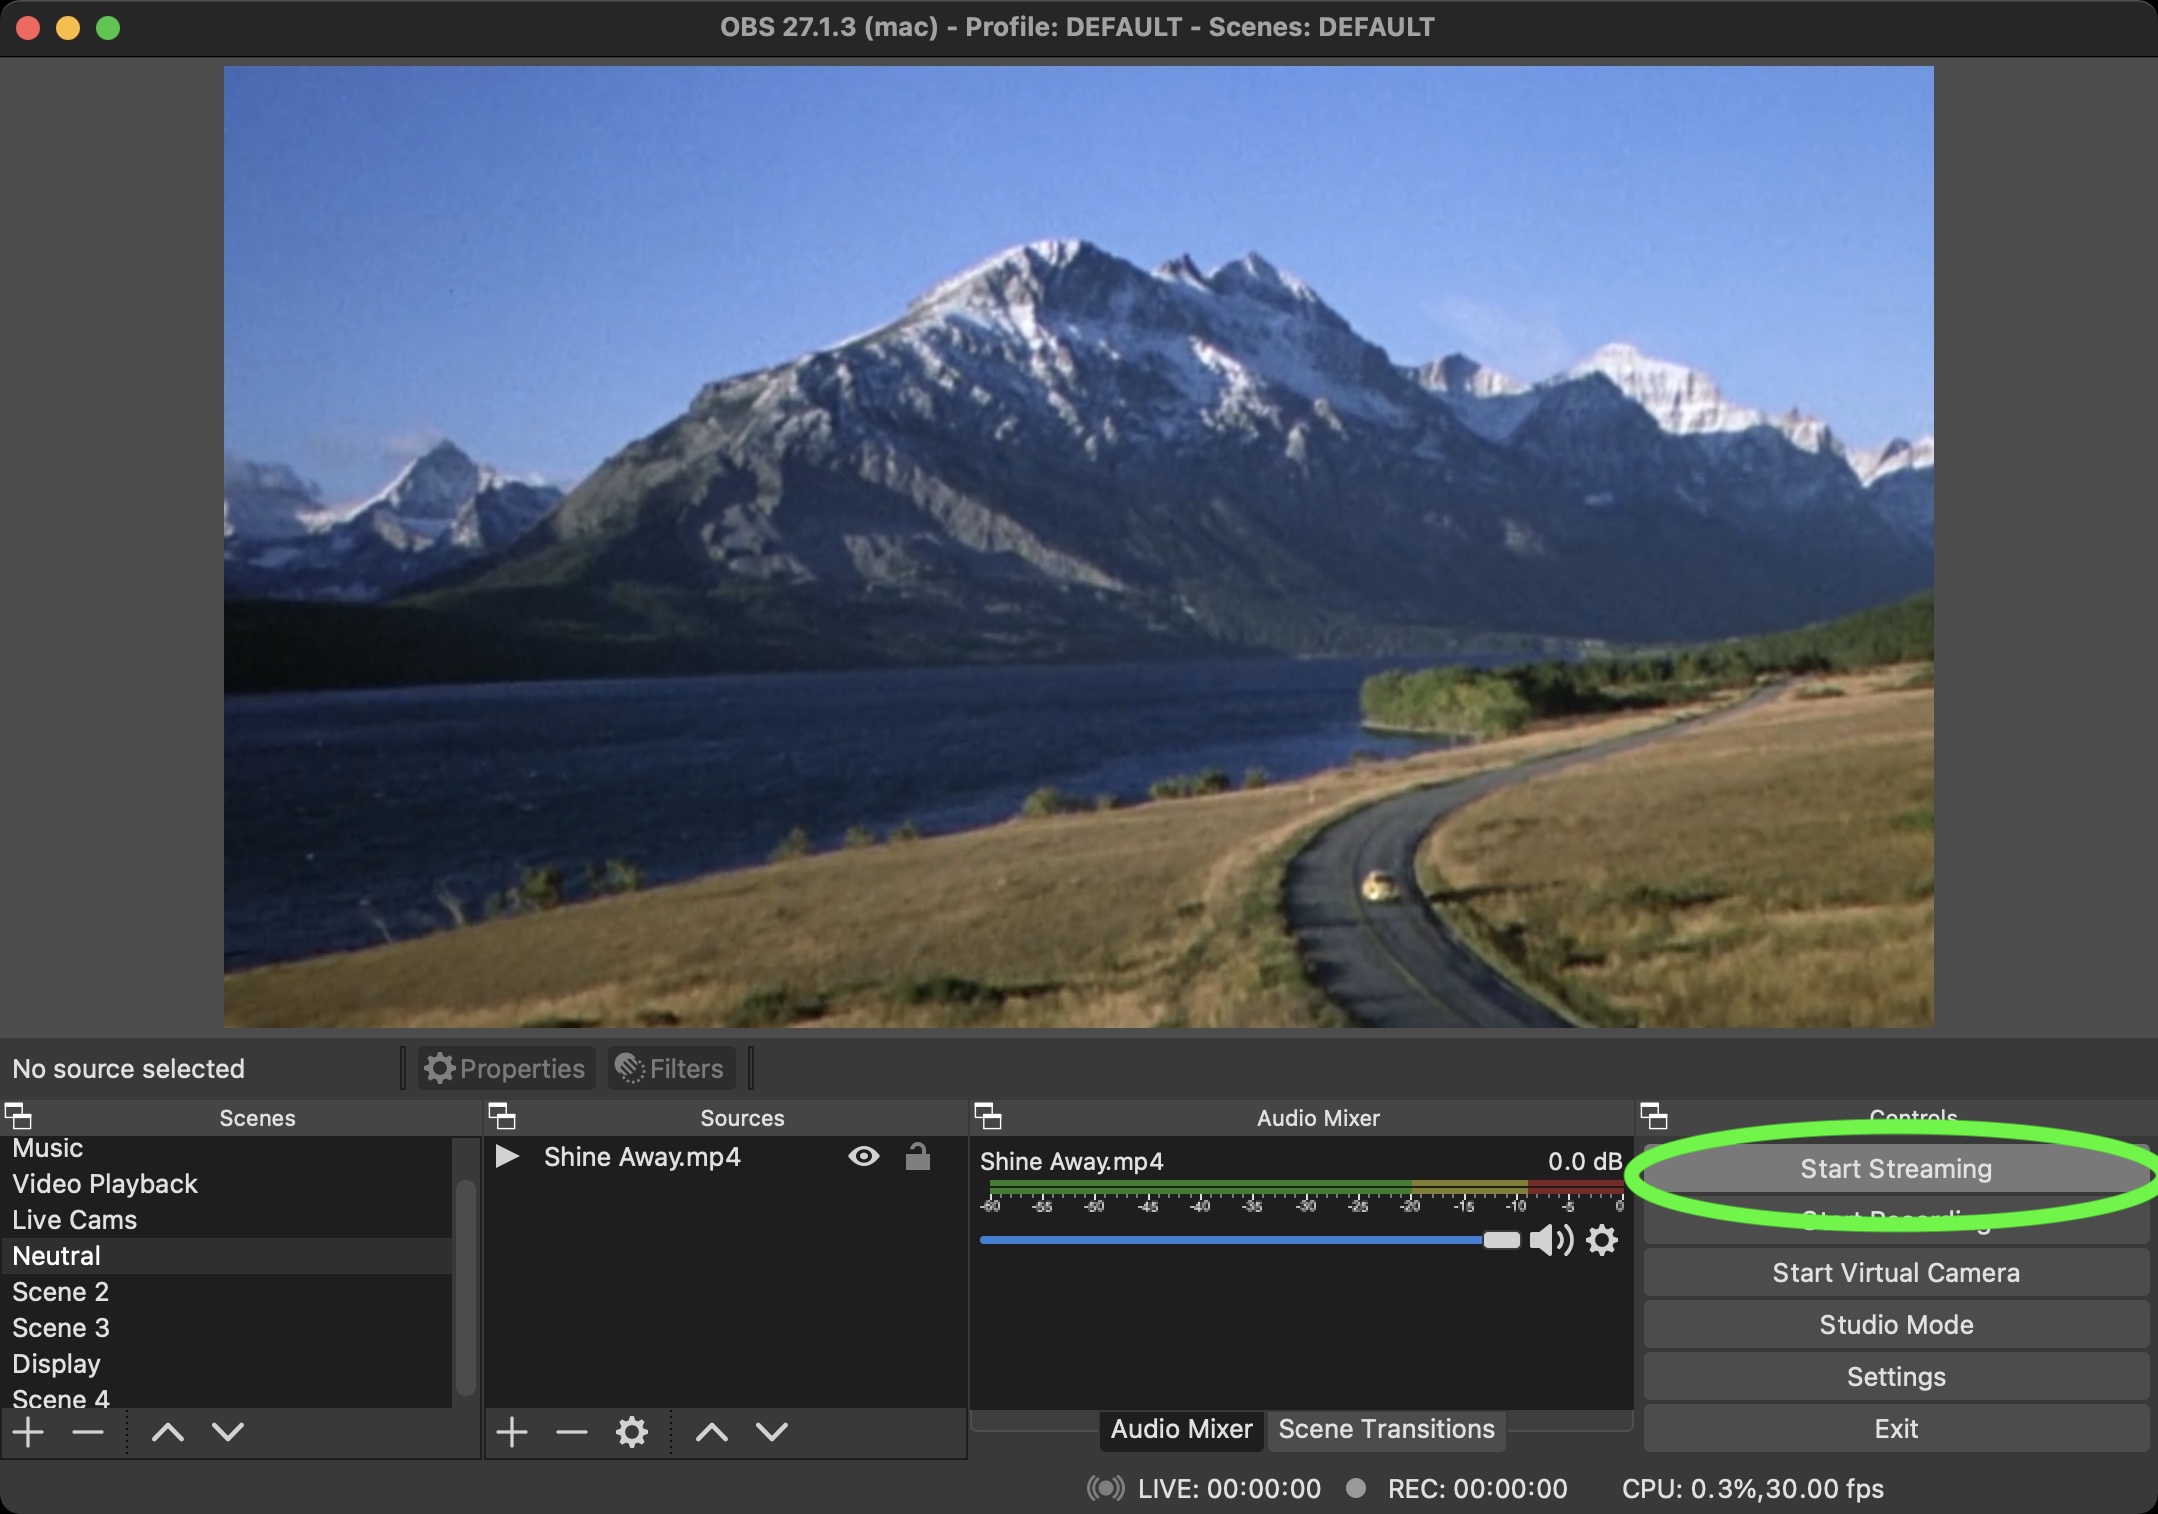 OBS 27.1.3 (mac) - Profile: DEFAULT - Scenes: DEFAULT
No source selected
Properties
Filters
Scenes
Music
Video Playback
Live Cams
Neutral
Scene 2
Scene 3
Display
Scene 4
Sources
Shine Away.mp4
Audio Mixer
Shine Away.mp4 0.0 dB
-60 -55 -50 -45 -40 -35 -30 -25 -20 -15 -10 -5 0
Audio Mixer
Scene Transitions
Controls
Start Streaming
Start Recording
Start Virtual Camera
Studio Mode
Settings
Exit
LIVE: 00:00:00
REC: 00:00:00
CPU: 0.3%,30.00 fps